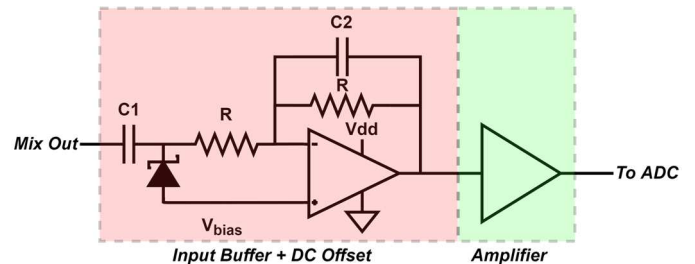 C2
C1
R
R
Vdd
Mix Out
-
+
To ADC
Vbias
Input Buffer + DC Offset
Amplifier